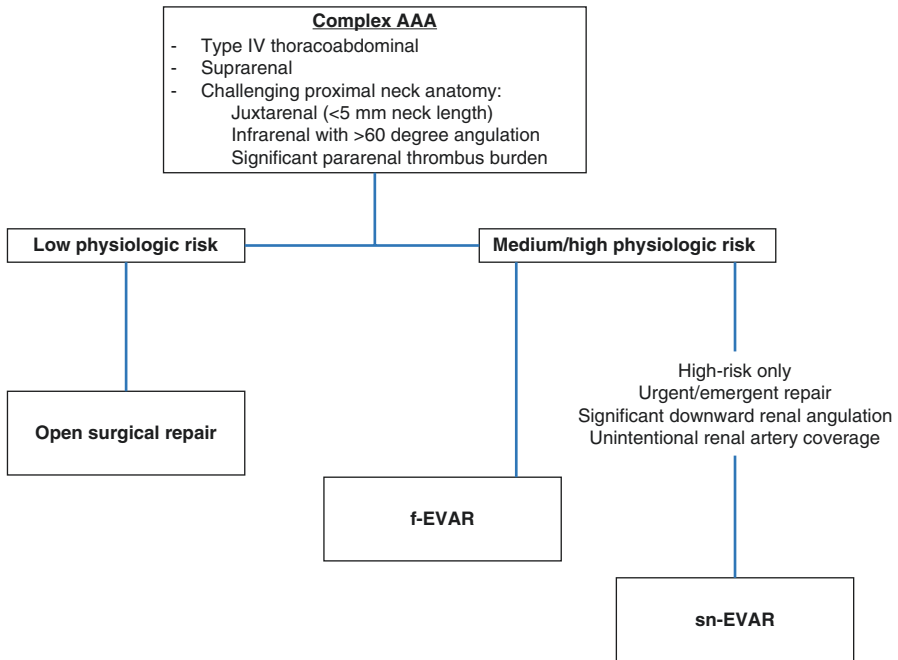 Complex AAA
- Type IV thoracoabdominal
- Suprarenal
- Challenging proximal neck anatomy:
Juxtarenal (<5 mm neck length)
Infrarenal with >60 degree angulation
Significant pararenal thrombus burden
Low physiologic risk
Medium/high physiologic risk
High-risk only
Urgent/emergent repair
Significant downward renal angulation
Unintentional renal artery coverage
Open surgical repair
f-EVAR
sn-EVAR